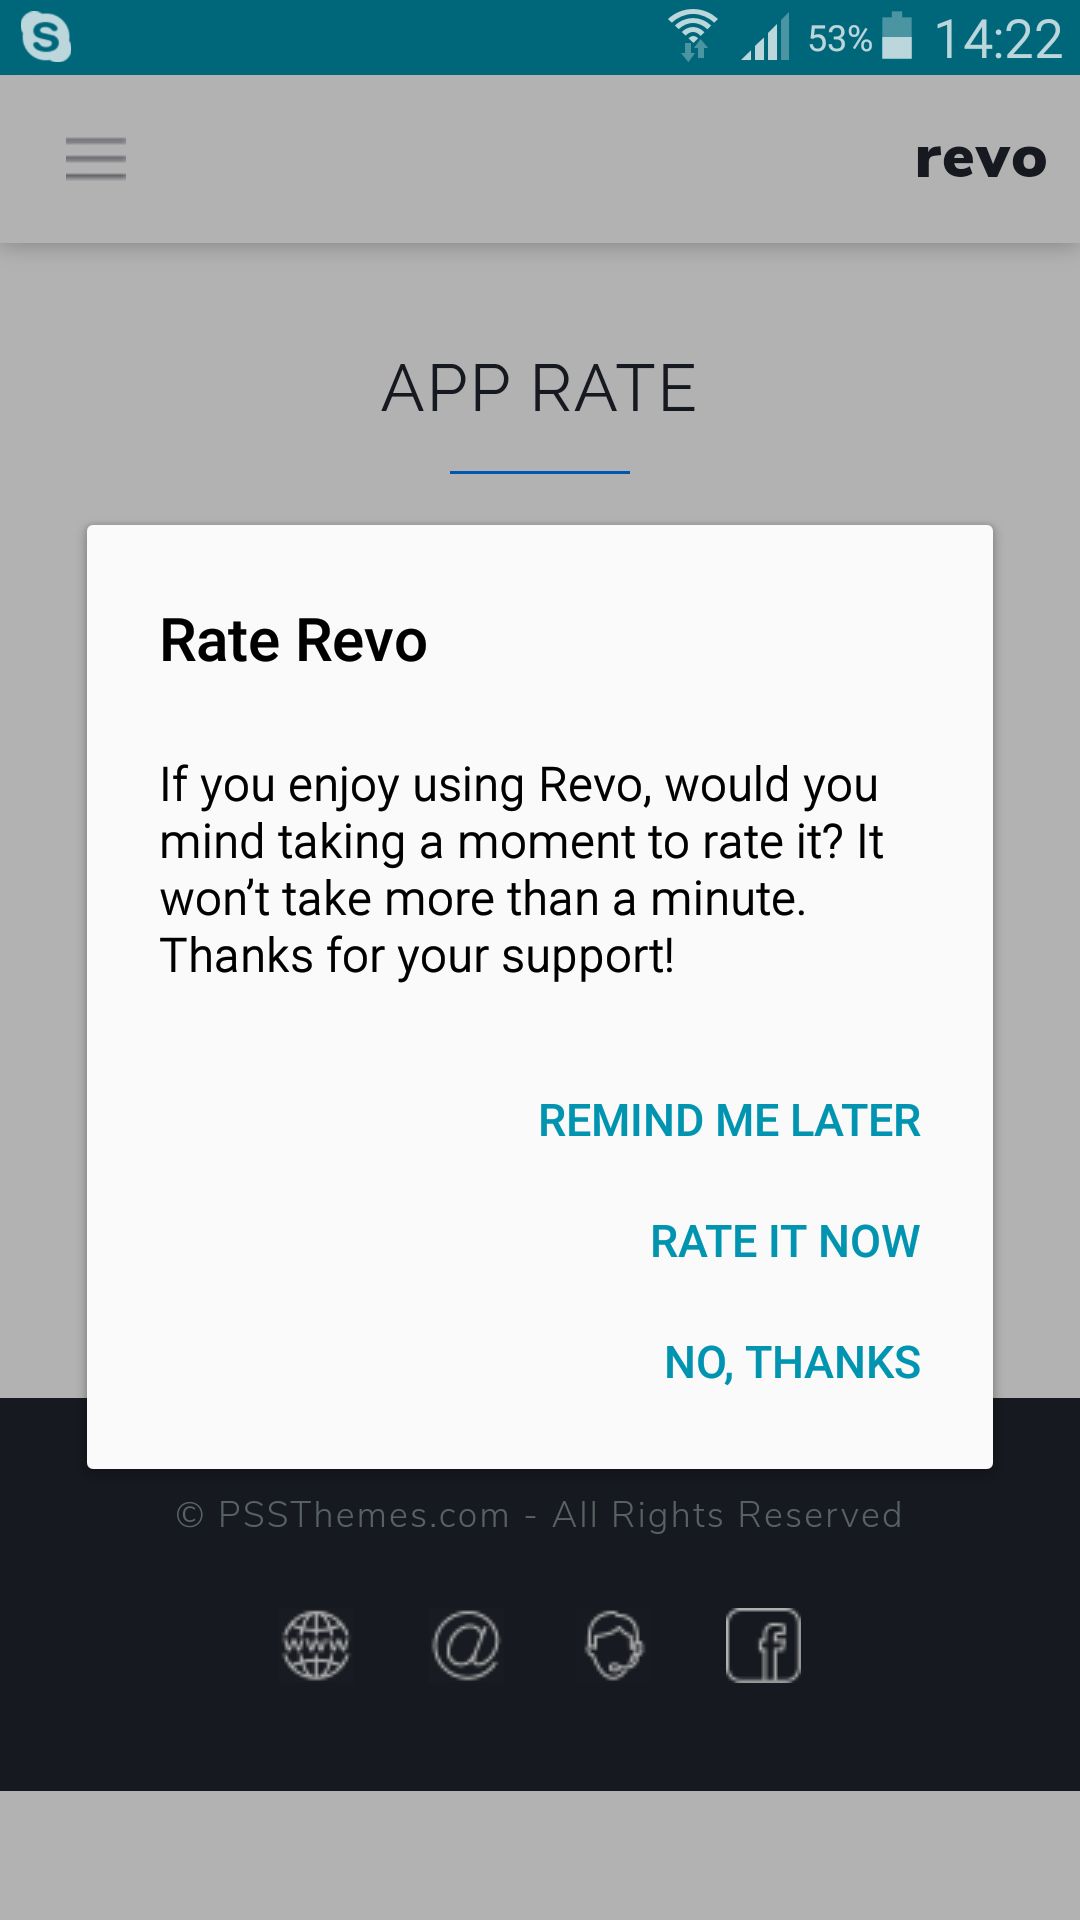 S 53% 14:22
revo
APP RATE
Rate Revo
If you enjoy using Revo, would you
mind taking a moment to rate it? It
won’t take more than a minute.
Thanks for your support!
REMIND ME LATER
RATE IT NOW
NO, THANKS
© PSSThemes.com - All Rights Reserved
www @ f